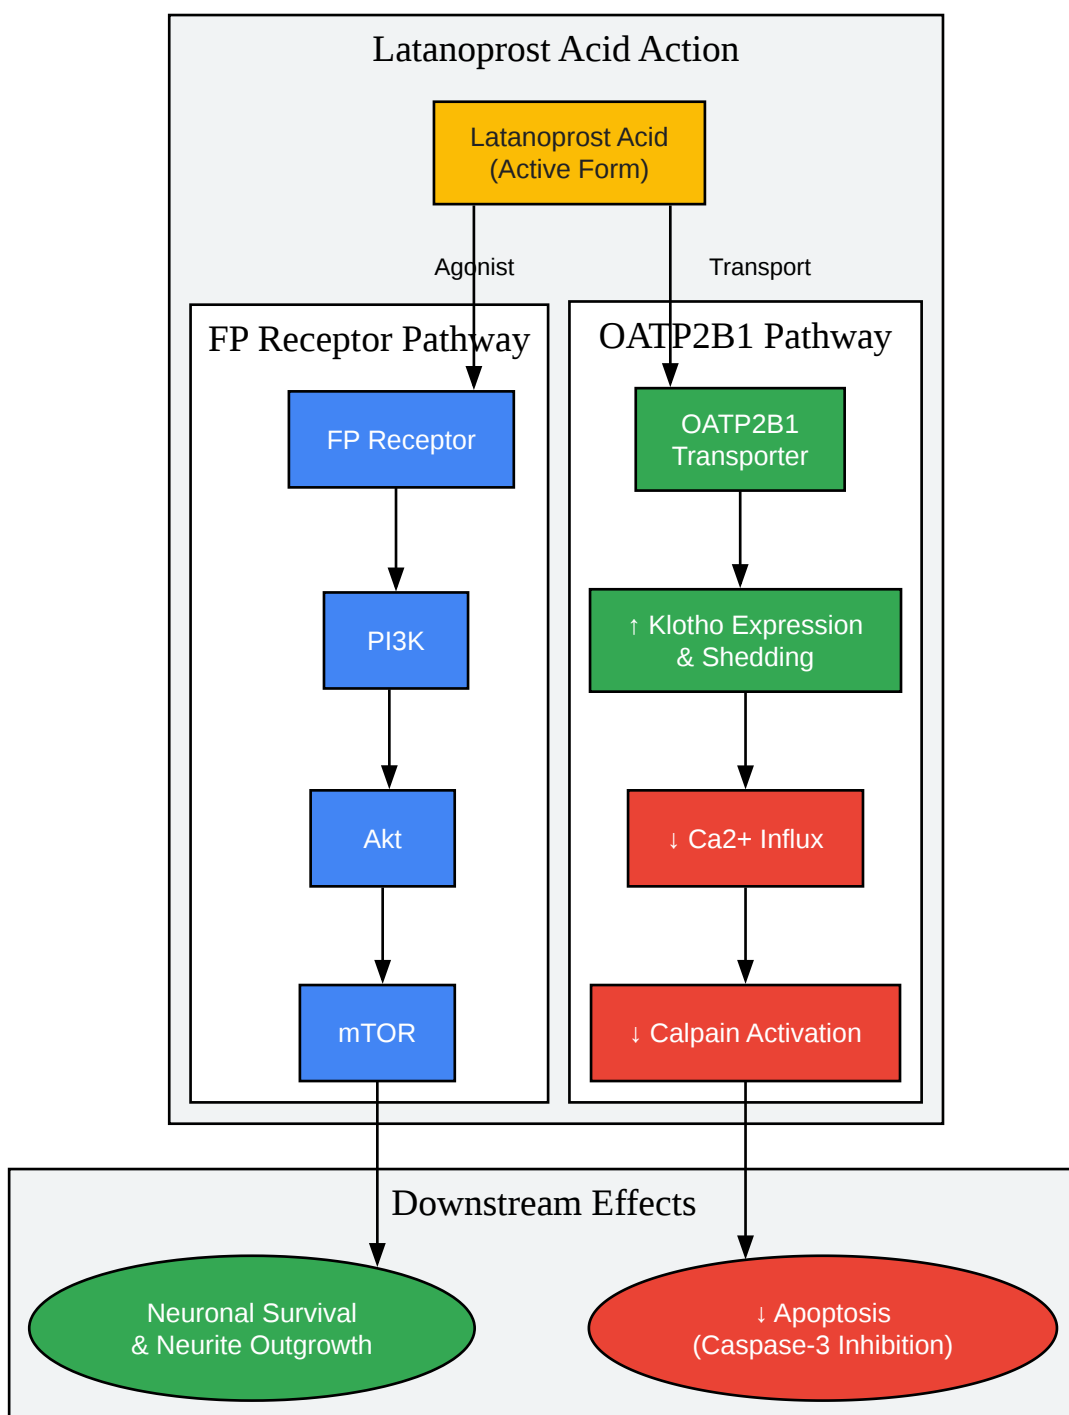 Latanoprost Acid Action
Latanoprost Acid
(Active Form)
Agonist
Transport
FP Receptor Pathway
OATP2B1 Pathway
FP Receptor
OATP2B1
Transporter
PI3K
↑ Klotho Expression
& Shedding
Akt
↓ Ca2+ Influx
mTOR
↓ Calpain Activation
Downstream Effects
Neuronal Survival
& Neurite Outgrowth
↓ Apoptosis
(Caspase-3 Inhibition)